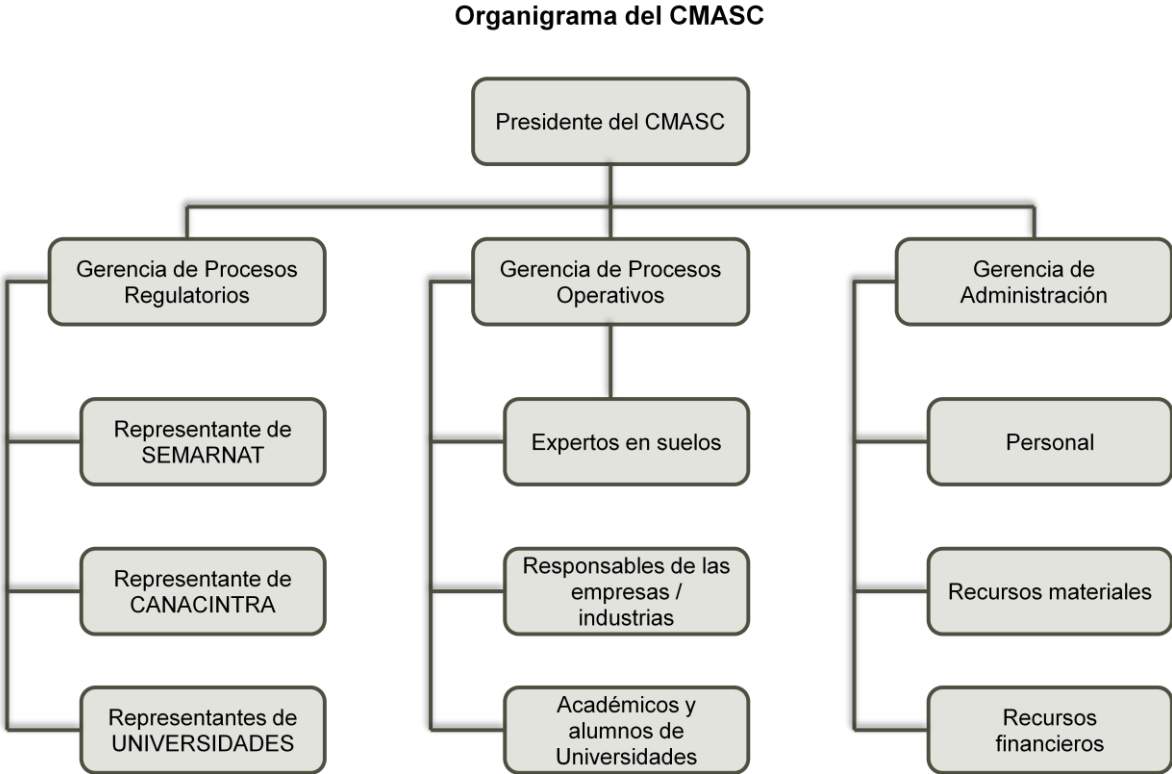 Organigrama del CMASC
Presidente del CMASC
Gerencia de Procesos
Regulatorios
Gerencia de Procesos
Operativos
Gerencia de
Administración
Representante de
SEMARNAT
Expertos en suelos
Personal
Representante de
CANACINTRA
Responsables de las
empresas /
industrias
Recursos materiales
Representantes de
UNIVERSIDADES
Académicos y
alumnos de
Universidades
Recursos
financieros